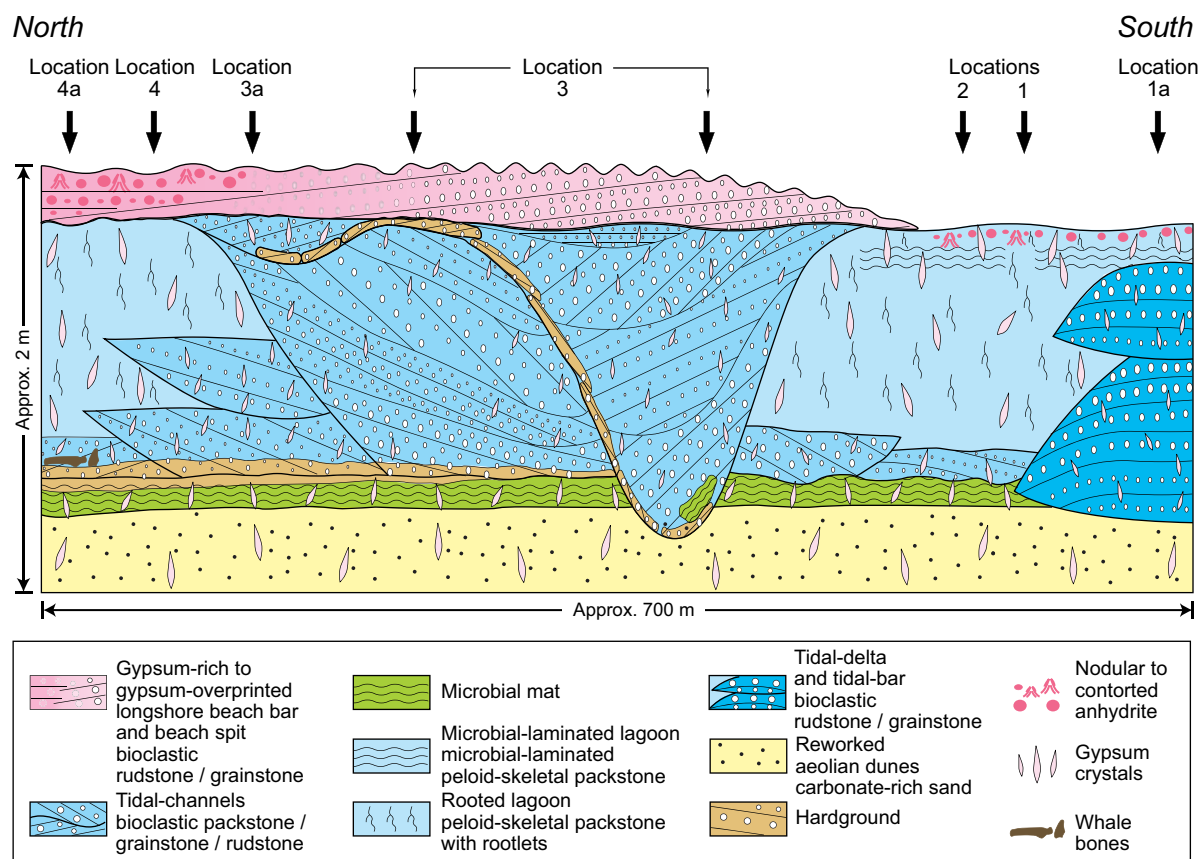 North
South
Location
4a
Location
4
Location
3a
Location
3
Locations
2 1
Location
1a
Approx. 2 m
Approx. 700 m
Gypsum-rich to
gypsum-overprinted
longshore beach bar
and beach spit
bioclastic
rudstone / grainstone
Tidal-channels
bioclastic packstone /
grainstone / rudstone
Microbial mat
Microbial-laminated lagoon
microbial-laminated
peloid-skeletal packstone
Rooted lagoon
peloid-skeletal packstone
with rootlets
Tidal-delta
and tidal-bar
bioclastic
rudstone / grainstone
Reworked
aeolian dunes
carbonate-rich sand
Hardground
Nodular to
contorted
anhydrite
Gypsum
crystals
Whale
bones